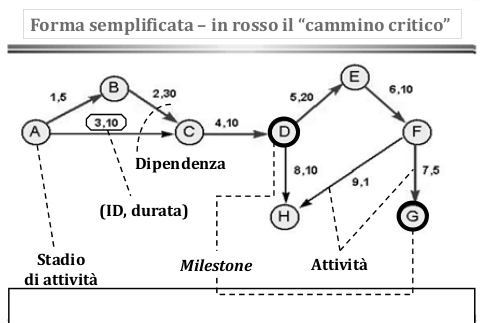 Forma semplificata – in rosso il “cammino critico”
E
B
1,5
2,30
5,20
6,10
A
3,10
C
4,10
D
F
Dipendenza
8,10
7,5
9,1
(ID, durata)
H
G
Stadio
di attività
Milestone
Attività